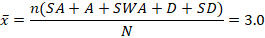 x̄ = n(SA + A + SWA + D + SD) / N = 3.0